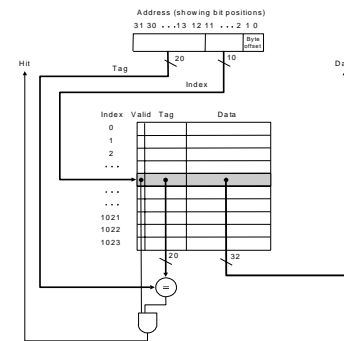 Address (showing bit positions)
31 30 ... 13 12 11 ... 2 1 0
Byte
offset
Hit
20
10
Tag
Index
Index Valid Tag Data
0
1
2
...
...
...
1021
1022
1023
20
32
=